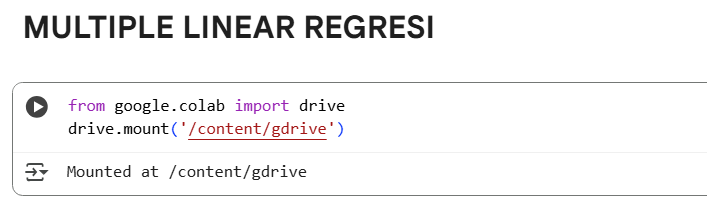 MULTIPLE LINEAR REGRESI
from google.colab import drive
drive.mount('/content/gdrive')
Mounted at /content/gdrive